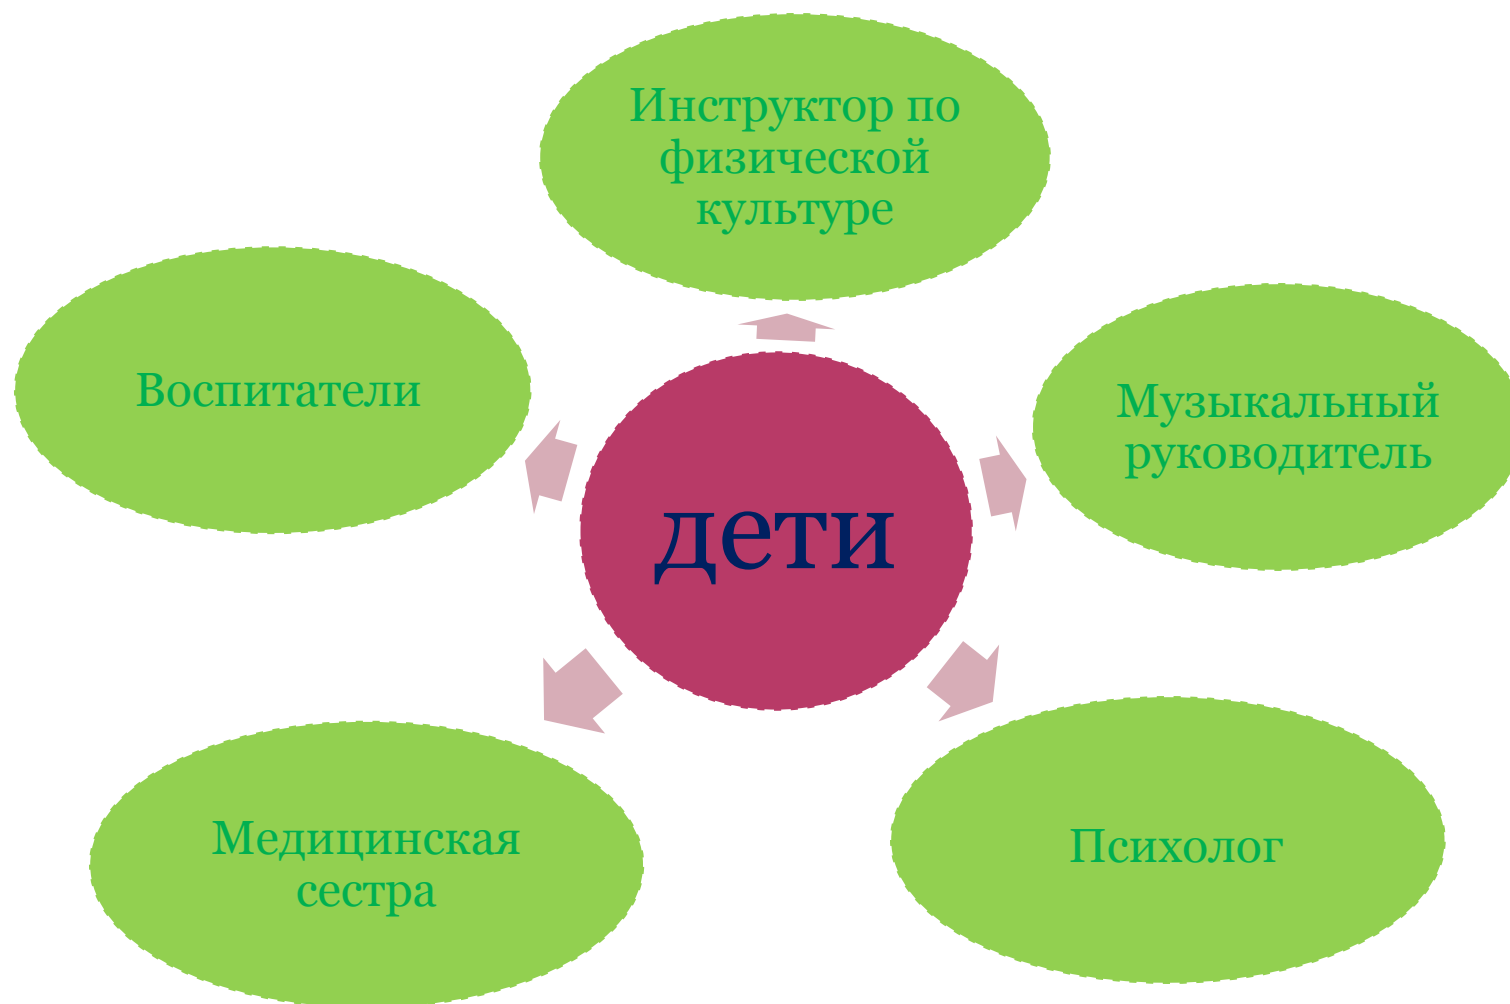 Инструктор по
физической
культуре
Воспитатели
Музыкальный
руководитель
дети
Медицинская
сестра
Психолог